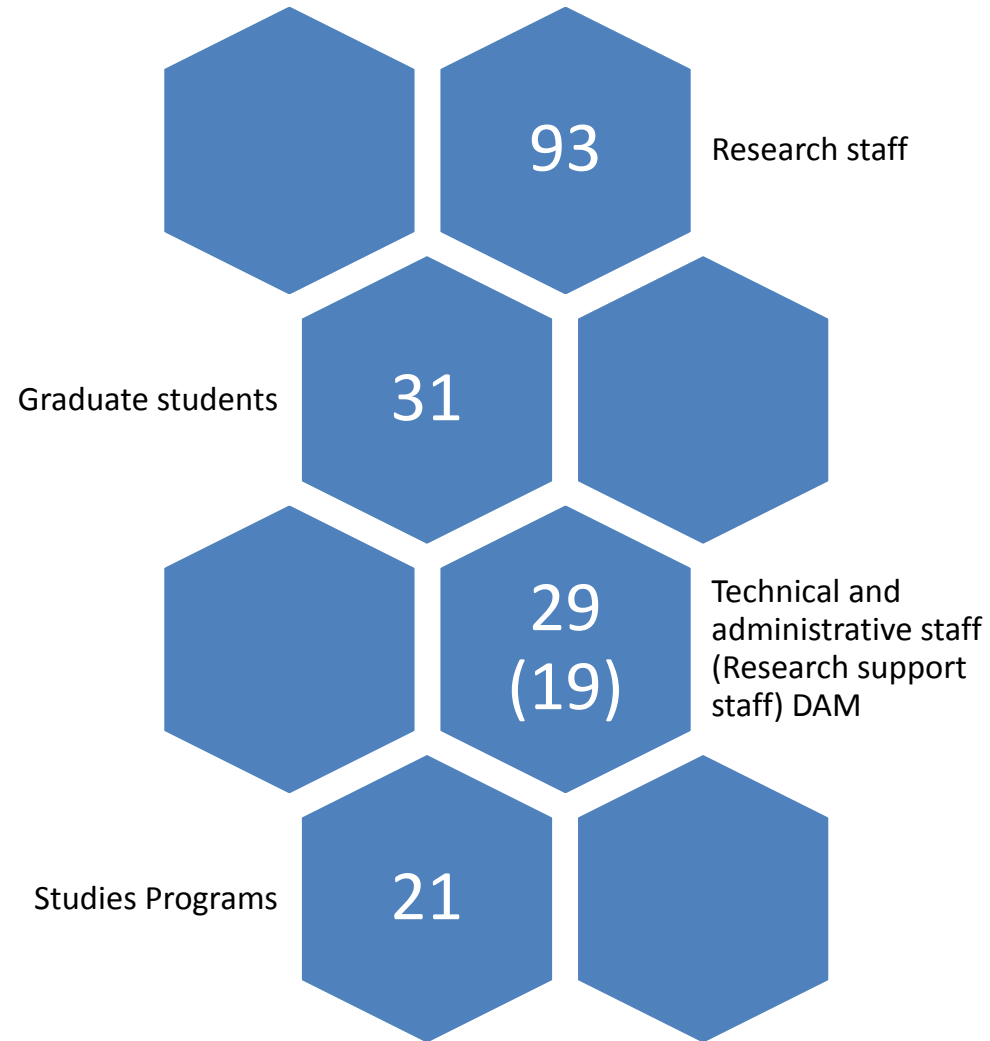 93
Research staff
Graduate students
31
29
(19)
Technical and
administrative staff
(Research support
staff) DAM
Studies Programs
21